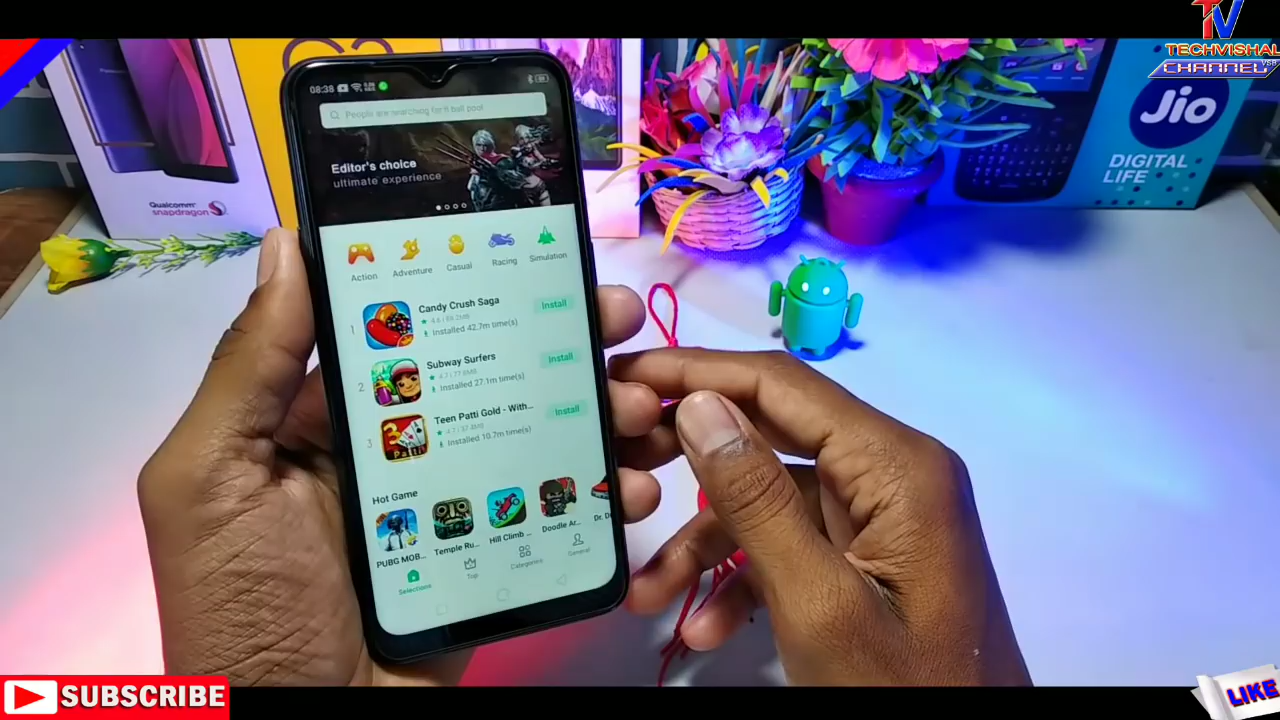 TV
TECHVISHAL
CHANNEL VSR
Jio
DIGITAL
LIFE
Qualcomm
snapdragon
08:38
People are searching for 8 ball pool
Editor's choice
ultimate experience
Action
Adventure
Casual
Racing
Simulation
1
Candy Crush Saga
Installed 42.7m time(s)
Install
2
Subway Surfers
Installed 27.1m time(s)
Install
3
Teen Patti Gold - With...
Installed 10.7m time(s)
Install
Hot Game
PUBG MOB...
Temple Ru...
Hill Climb ...
Doodle Ar...
Selections
Top
Categories
General
SUBSCRIBE
LIKE